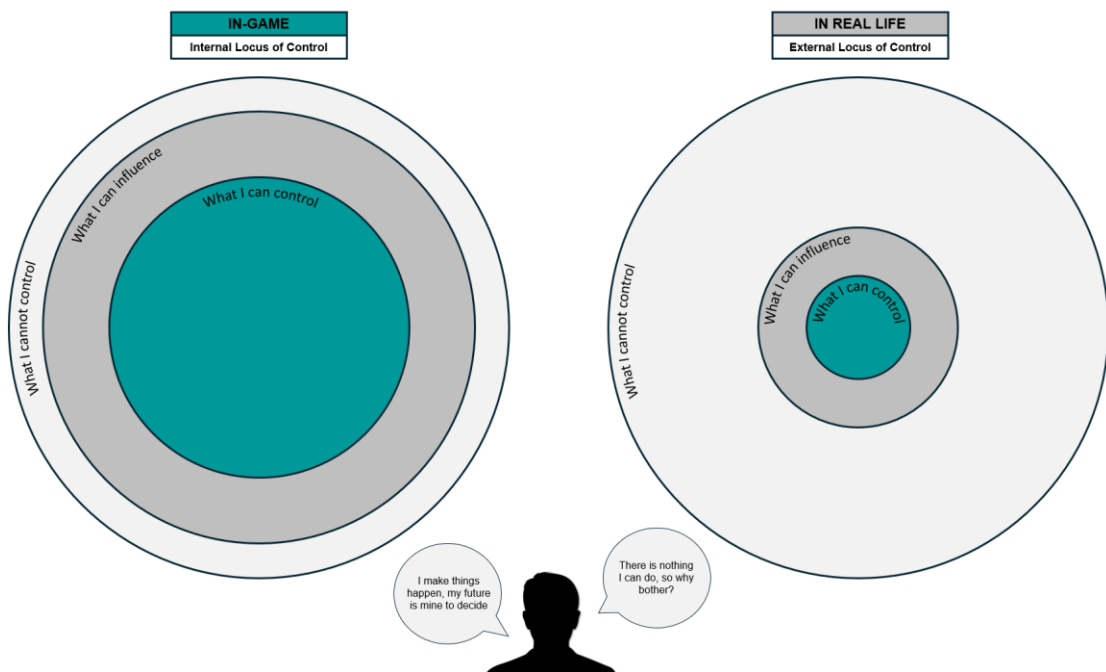 IN-GAME
Internal Locus of Control
What I cannot control
What I can influence
What I can control
IN REAL LIFE
External Locus of Control
What I cannot control
What I can influence
What I can control
I make things
happen, my future
is mine to decide
There is nothing
I can do, so why
bother?